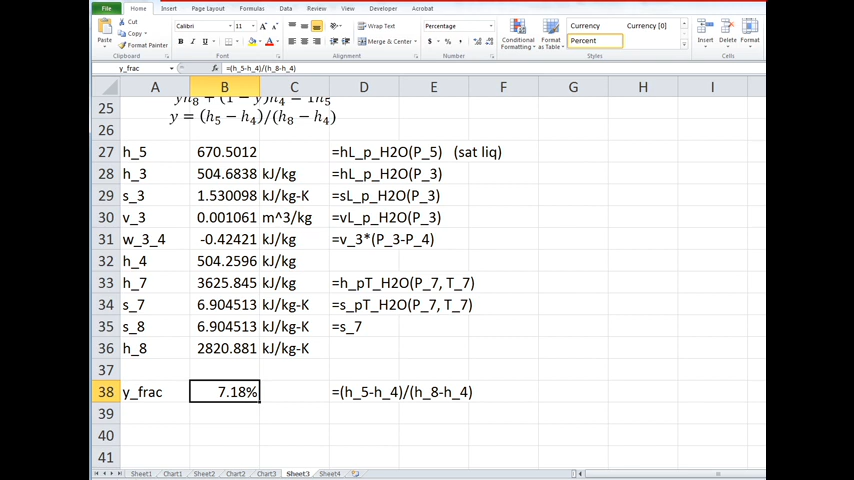 File Home Insert Page Layout Formulas Data Review View Developer Acrobat
Cut
Copy
Format Painter
Paste
Clipboard
Calibri 11
B I U
Font
Wrap Text
Merge & Center
Alignment
Percentage
$ % ,
Number
Conditional Formatting
Format as Table
Currency Currency [0]
Percent
Styles
Insert Delete Format
Cells
y_frac fx =(h_5-h_4)/(h_8-h_4)
A B C D E F G H I
25 yh₈ + (1 − y)h₄ = 1h₅
y = (h₅ − h₄)/(h₈ − h₄)
26
27 h_5 670.5012 =hL_p_H2O(P_5) (sat liq)
28 h_3 504.6838 kJ/kg =hL_p_H2O(P_3)
29 s_3 1.530098 kJ/kg-K =sL_p_H2O(P_3)
30 v_3 0.001061 m^3/kg =vL_p_H2O(P_3)
31 w_3_4 -0.42421 kJ/kg =v_3*(P_3-P_4)
32 h_4 504.2596 kJ/kg
33 h_7 3625.845 kJ/kg =h_pT_H2O(P_7, T_7)
34 s_7 6.904513 kJ/kg-K =s_pT_H2O(P_7, T_7)
35 s_8 6.904513 kJ/kg-K =s_7
36 h_8 2820.881 kJ/kg-K
37
38 y_frac 7.18% =(h_5-h_4)/(h_8-h_4)
39
40
41
Sheet1 Chart1 Sheet2 Chart2 Chart3 Sheet3 Sheet4